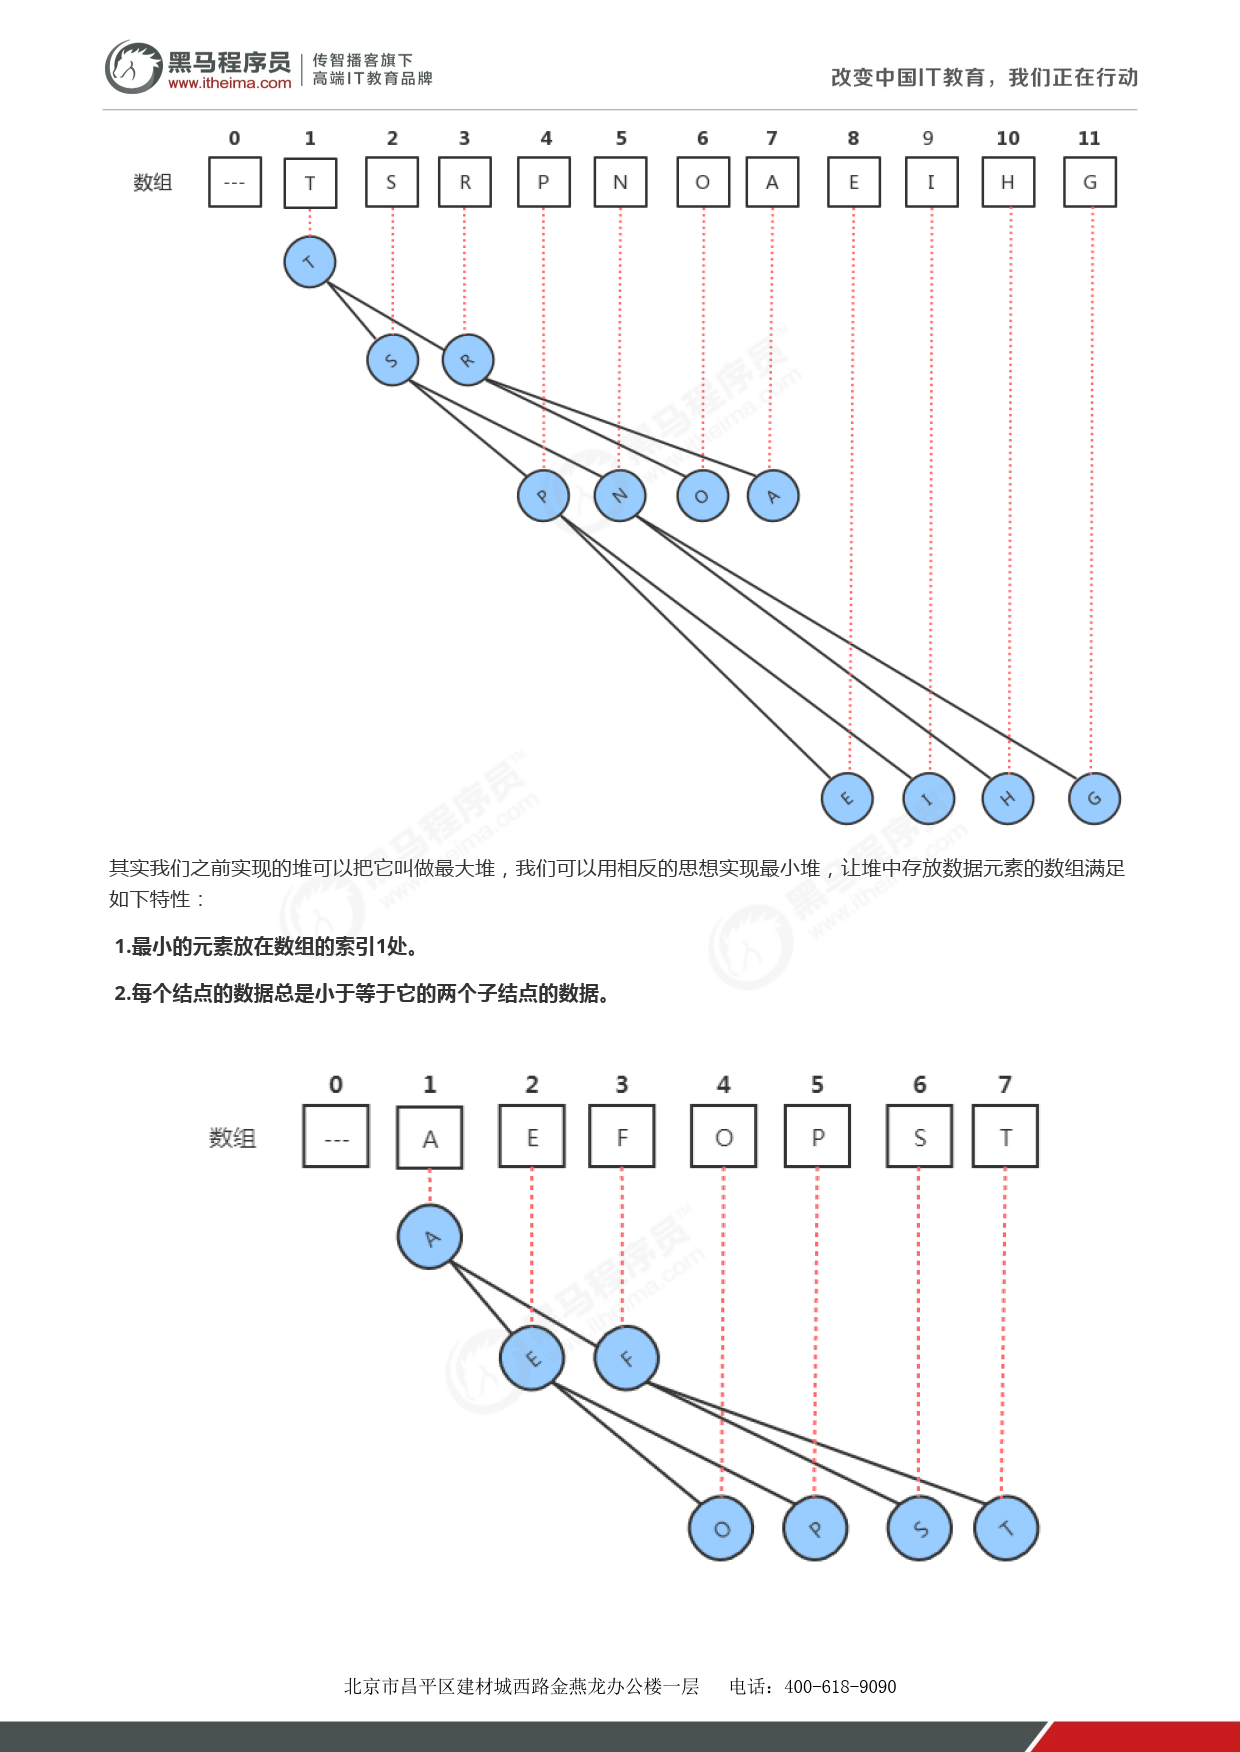 黑马程序员
www.itheima.com
传智播客旗下
高端IT教育品牌
改变中国IT教育，我们正在行动
0 1 2 3 4 5 6 7 8 9 10 11
数组 --- T S R P N O A E I H G
T
S R
P N O A
E I H G
其实我们之前实现的堆可以把它叫做最大堆，我们可以用相反的思想实现最小堆，让堆中存放数据元素的数组满足
如下特性：
1.最小的元素放在数组的索引1处。
2.每个结点的数据总是小于等于它的两个子结点的数据。
0 1 2 3 4 5 6 7
数组 --- A E F O P S T
A
E F
O P S T
北京市昌平区建材城西路金燕龙办公楼一层 电话：400-618-9090